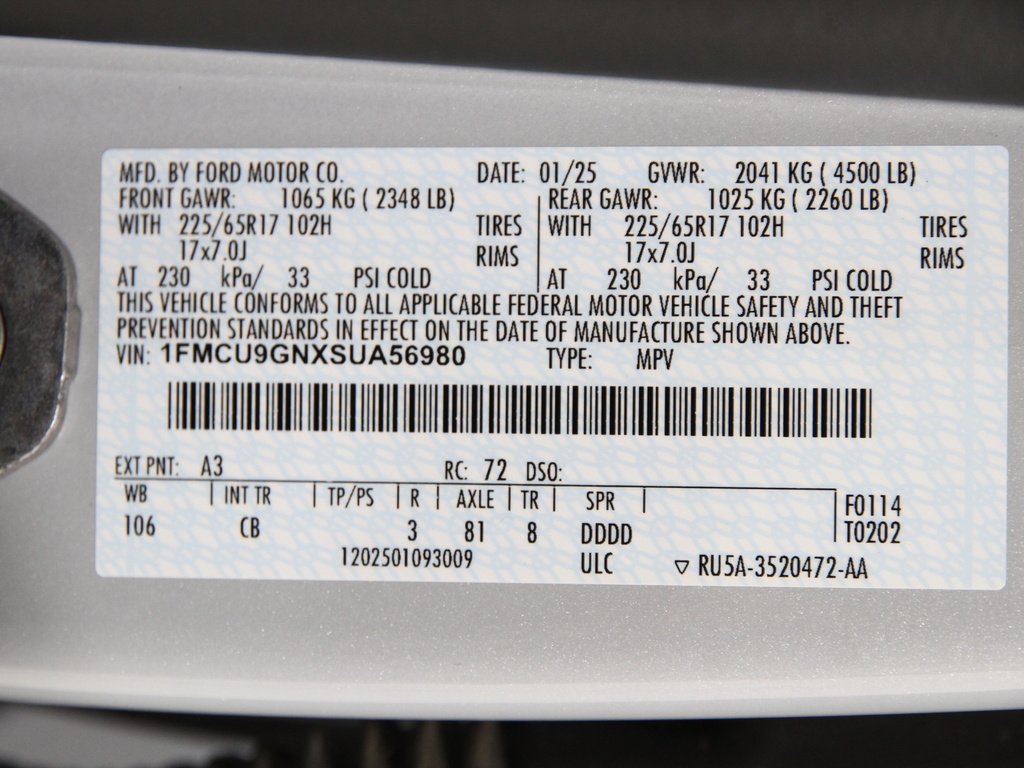 MFD. BY FORD MOTOR CO. DATE: 01/25 GVWR: 2041 KG ( 4500 LB)
FRONT GAWR: 1065 KG ( 2348 LB) REAR GAWR: 1025 KG ( 2260 LB)
WITH 225/65R17 102H TIRES WITH 225/65R17 102H TIRES
17x7.0J RIMS 17x7.0J RIMS
AT 230 kPa/ 33 PSI COLD AT 230 kPa/ 33 PSI COLD
THIS VEHICLE CONFORMS TO ALL APPLICABLE FEDERAL MOTOR VEHICLE SAFETY AND THEFT
PREVENTION STANDARDS IN EFFECT ON THE DATE OF MANUFACTURE SHOWN ABOVE.
VIN: 1FMCU9GNXSUA56980 TYPE: MPV
EXT PNT: A3 RC: 72 DSO:
WB INT TR TP/PS R AXLE TR SPR F0114
106 CB 3 81 8 DDDD T0202
1202501093009 ULC ▽ RU5A-3520472-AA